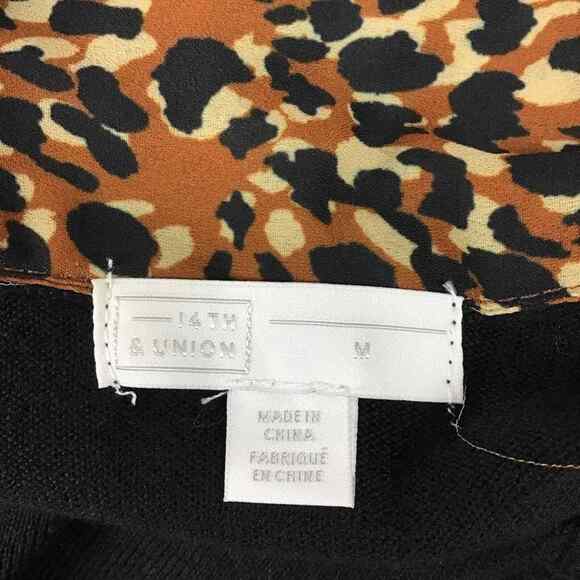 14TH
& UNION
M
MADE IN
CHINA
FABRIQUÉ
EN CHINE